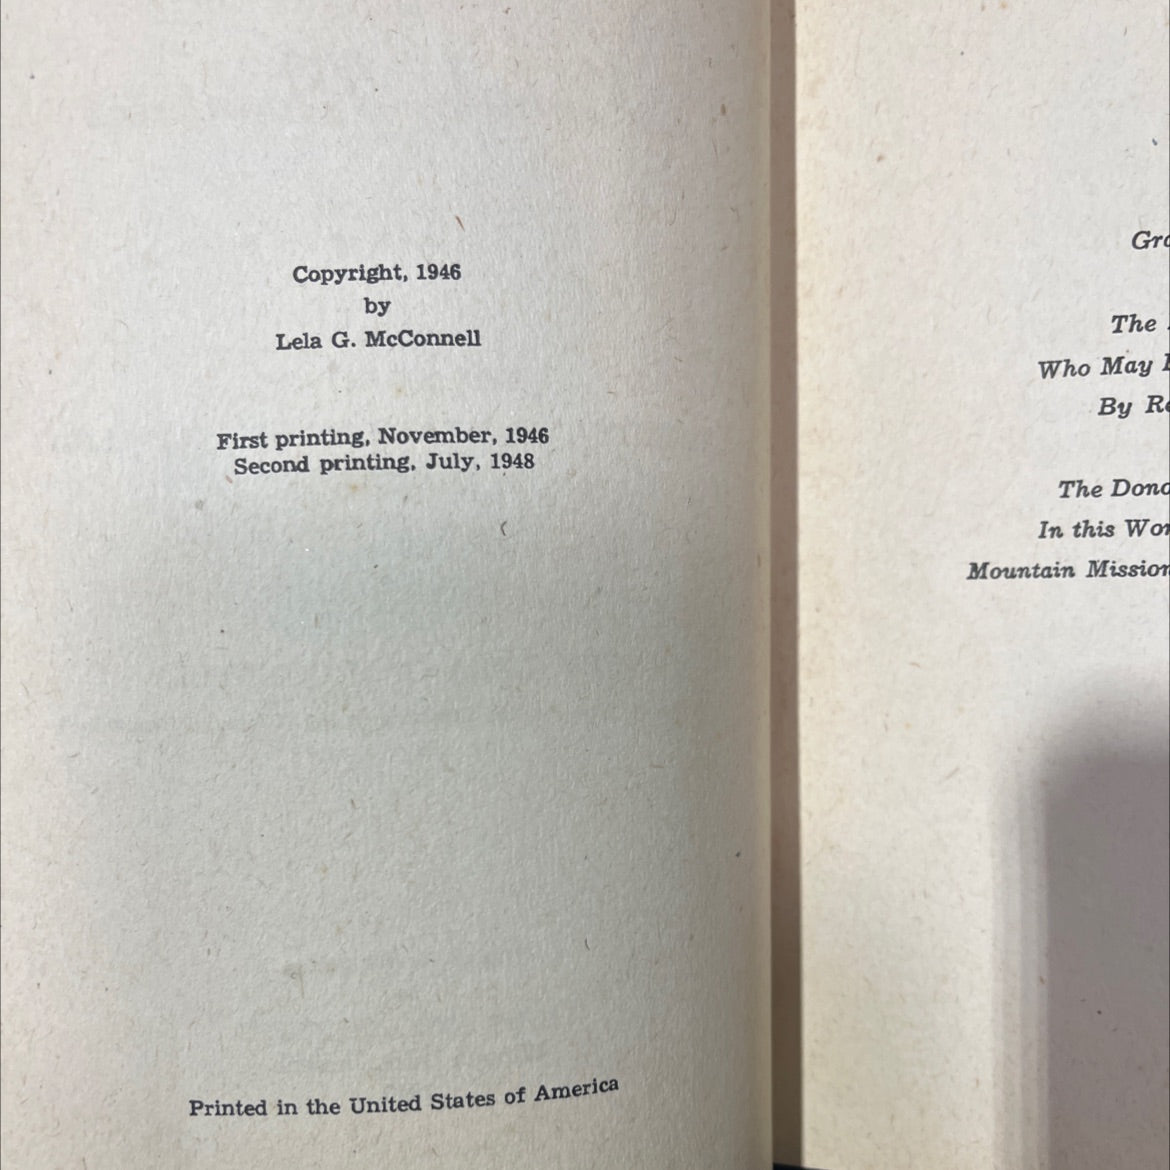 Copyright, 1946
by
Lela G. McConnell
First printing, November, 1946
Second printing, July, 1948
Printed in the United States of America
The
Who May
By
The
In this
Mountain